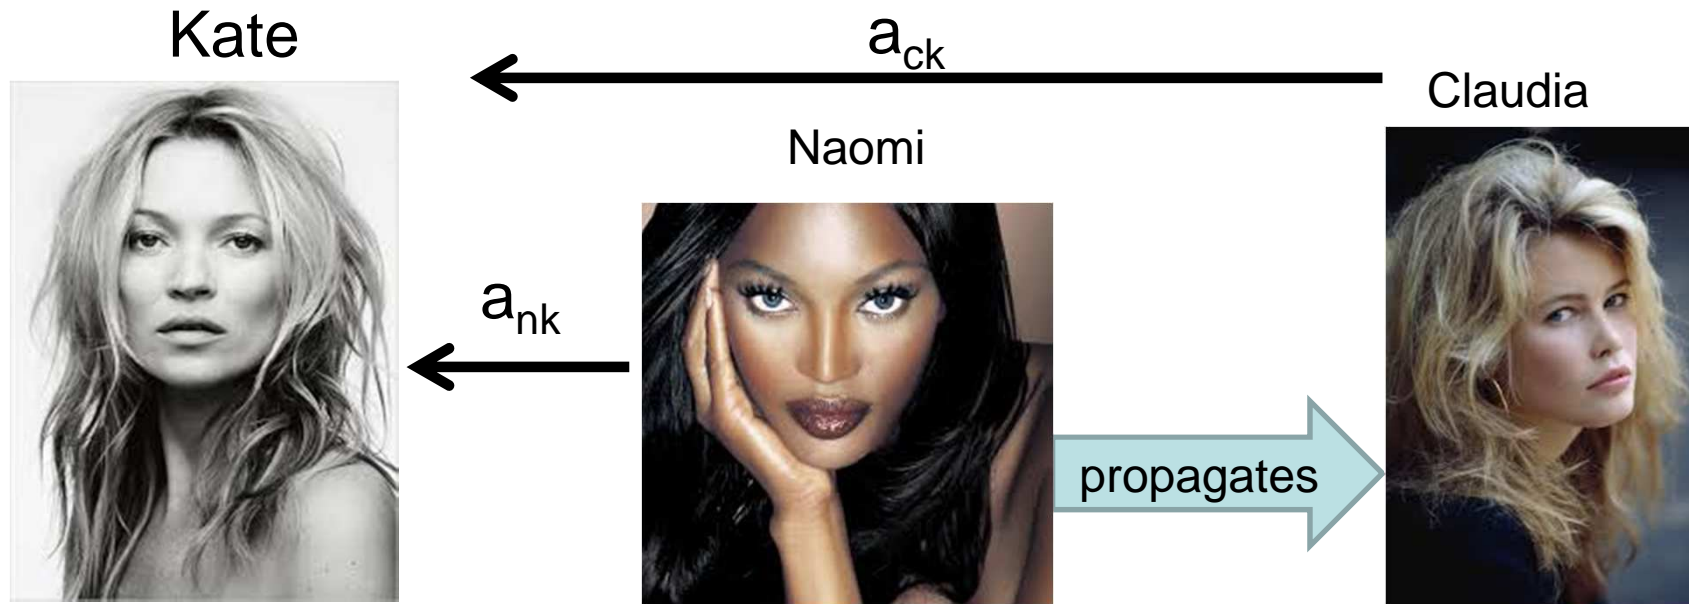 Kate
a_ck
Claudia
Naomi
a_nk
propagates